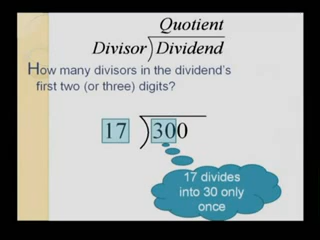 Quotient
Divisor Dividend
How many divisors in the dividend's
first two (or three) digits?
17 300
17 divides
into 30 only
once